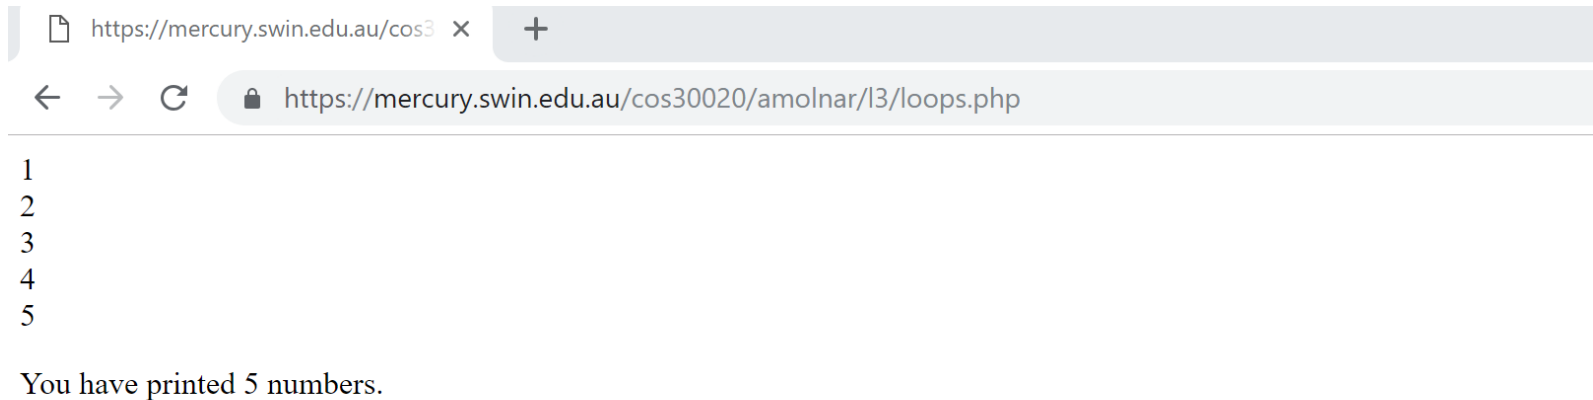 https://mercury.swin.edu.au/cos3
https://mercury.swin.edu.au/cos30020/amolnar/l3/loops.php
1
2
3
4
5
You have printed 5 numbers.